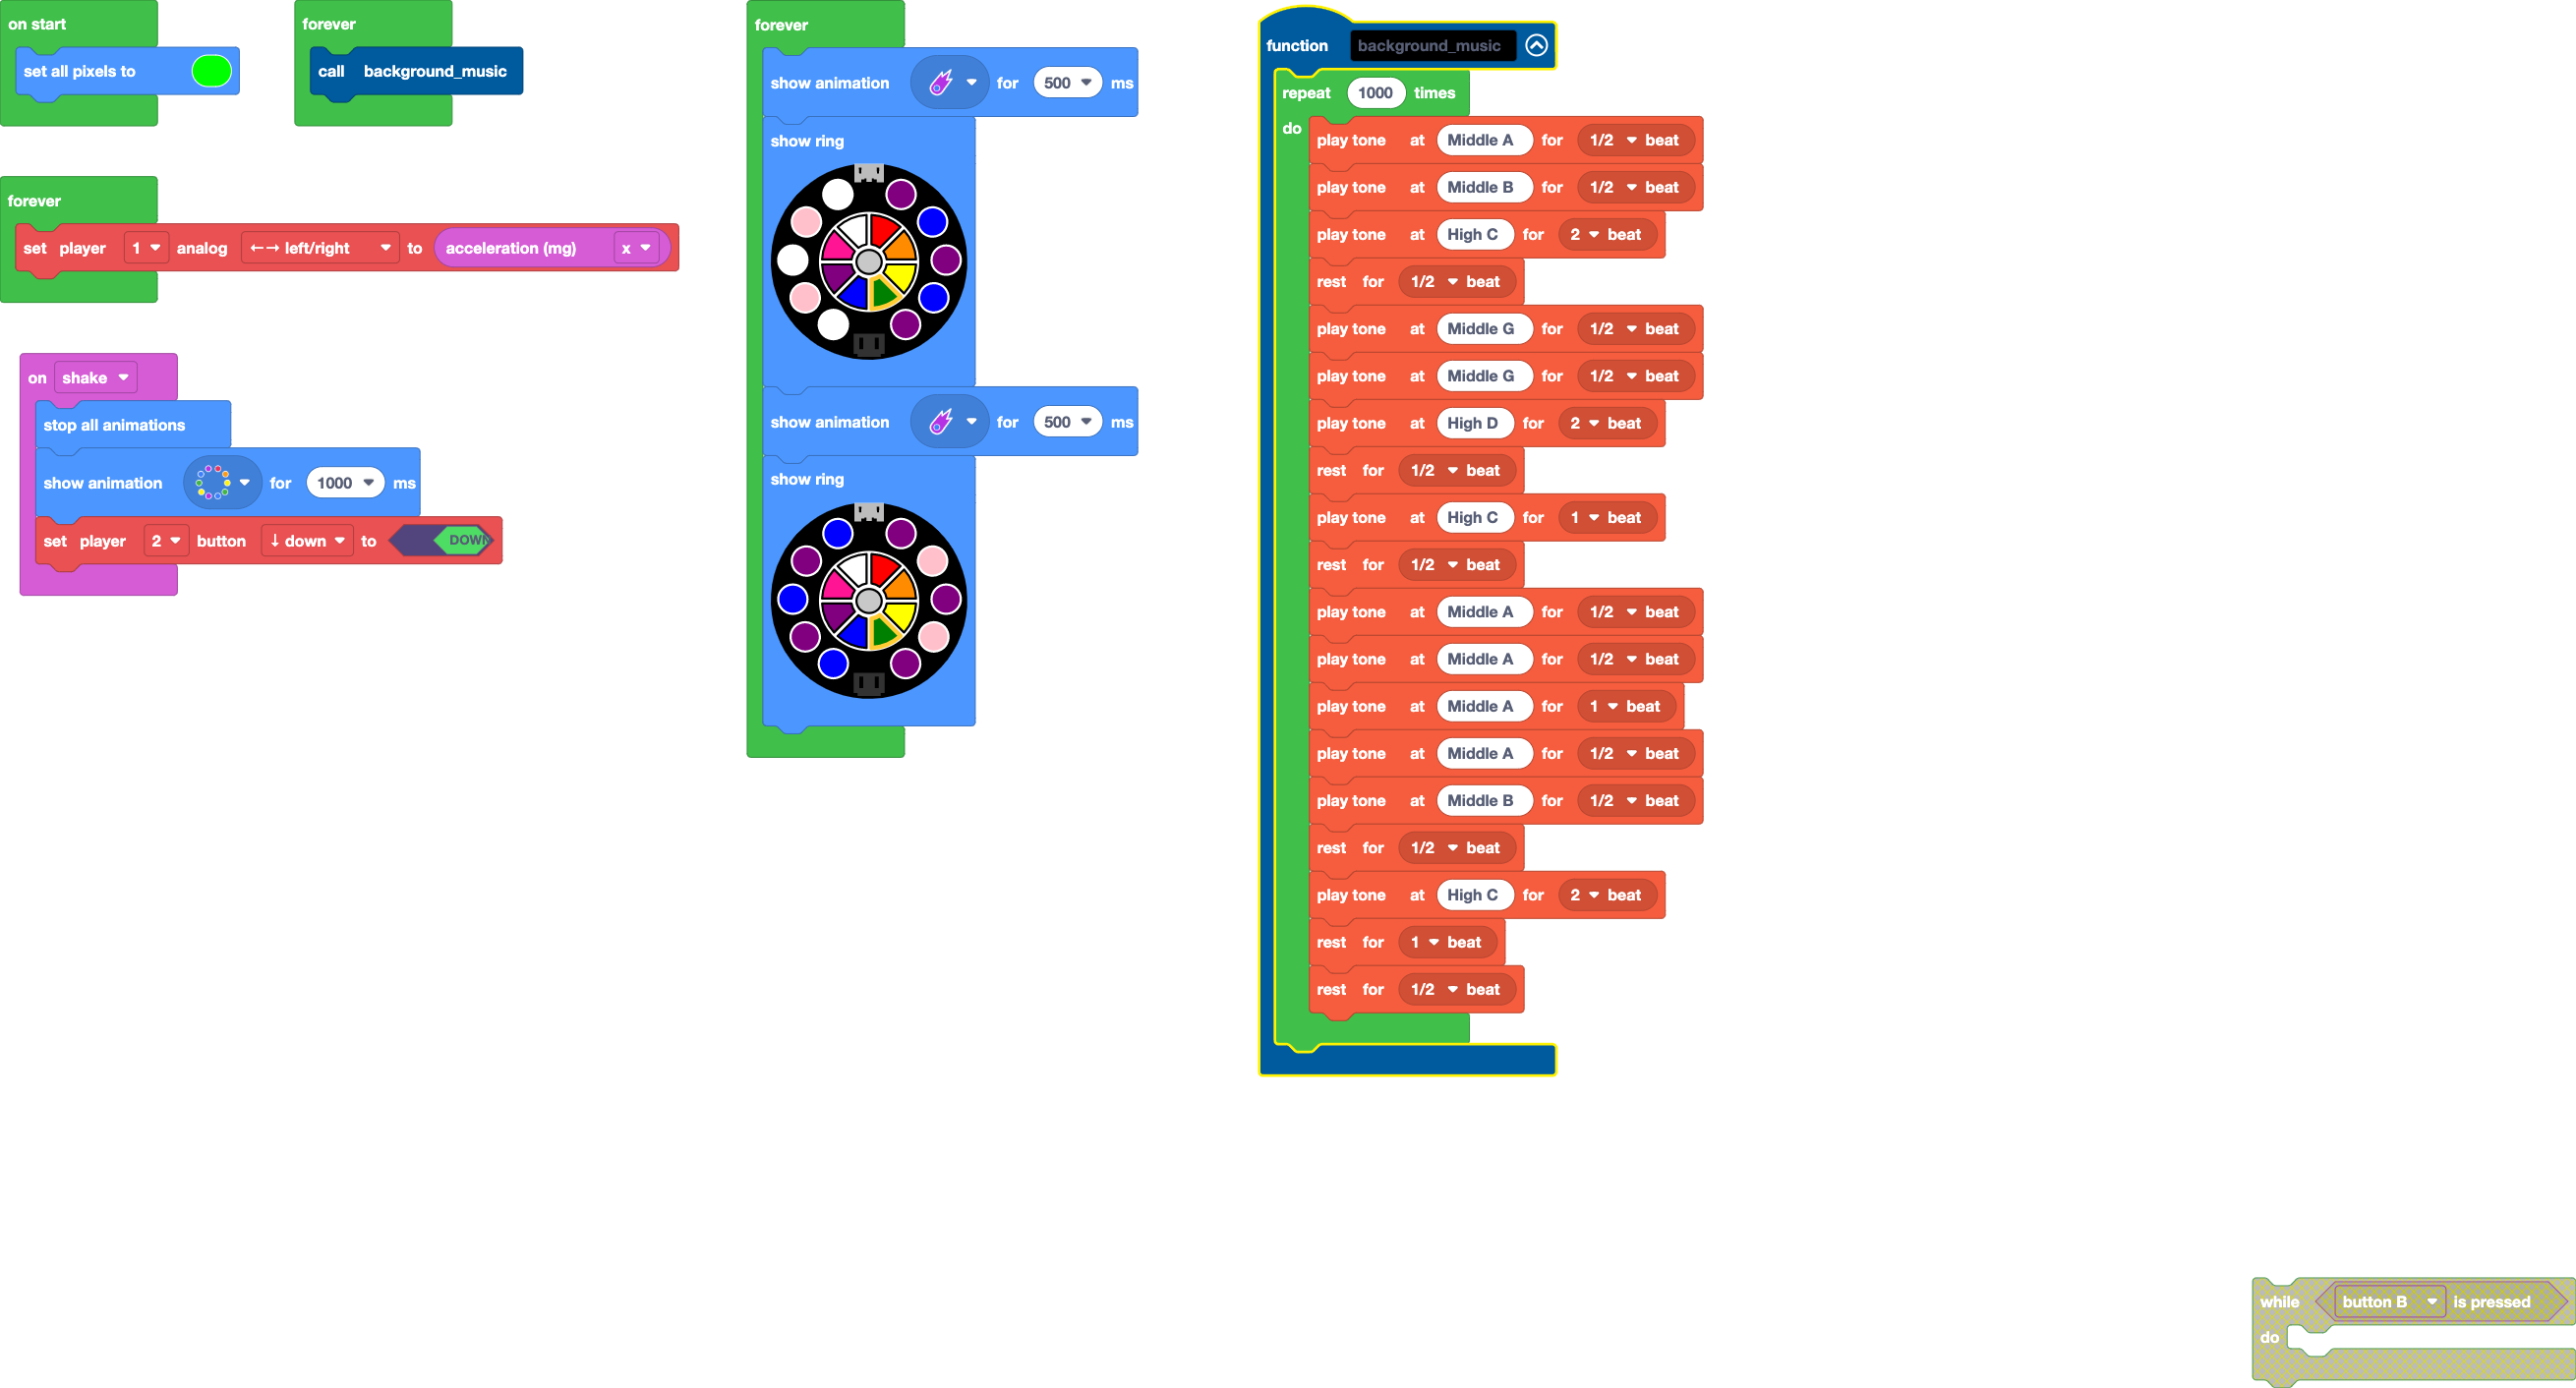 on start
set all pixels to
forever
call background_music
forever
set player 1 analog ←→ left/right to acceleration (mg) x
on shake
stop all animations
show animation for 1000 ms
set player 2 button ↓ down to DOWN
forever
show animation for 500 ms
show ring
show animation for 500 ms
show ring
function background_music
repeat 1000 times
do
play tone at Middle A for 1/2 beat
play tone at Middle B for 1/2 beat
play tone at High C for 2 beat
rest for 1/2 beat
play tone at Middle G for 1/2 beat
play tone at Middle G for 1/2 beat
play tone at High D for 2 beat
rest for 1/2 beat
play tone at High C for 1 beat
rest for 1/2 beat
play tone at Middle A for 1/2 beat
play tone at Middle A for 1/2 beat
play tone at Middle A for 1 beat
play tone at Middle A for 1/2 beat
play tone at Middle B for 1/2 beat
rest for 1/2 beat
play tone at High C for 2 beat
rest for 1 beat
rest for 1/2 beat
while button B is pressed
do